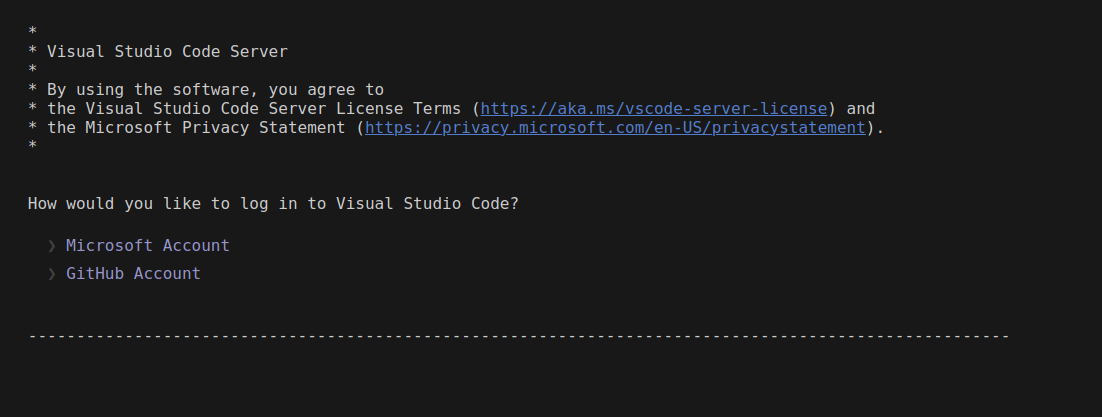 *
* Visual Studio Code Server
*
* By using the software, you agree to
* the Visual Studio Code Server License Terms (https://aka.ms/vscode-server-license) and
* the Microsoft Privacy Statement (https://privacy.microsoft.com/en-US/privacystatement).
*
How would you like to log in to Visual Studio Code?
❯ Microsoft Account
❯ GitHub Account
------------------------------------------------------------------------------------------------------